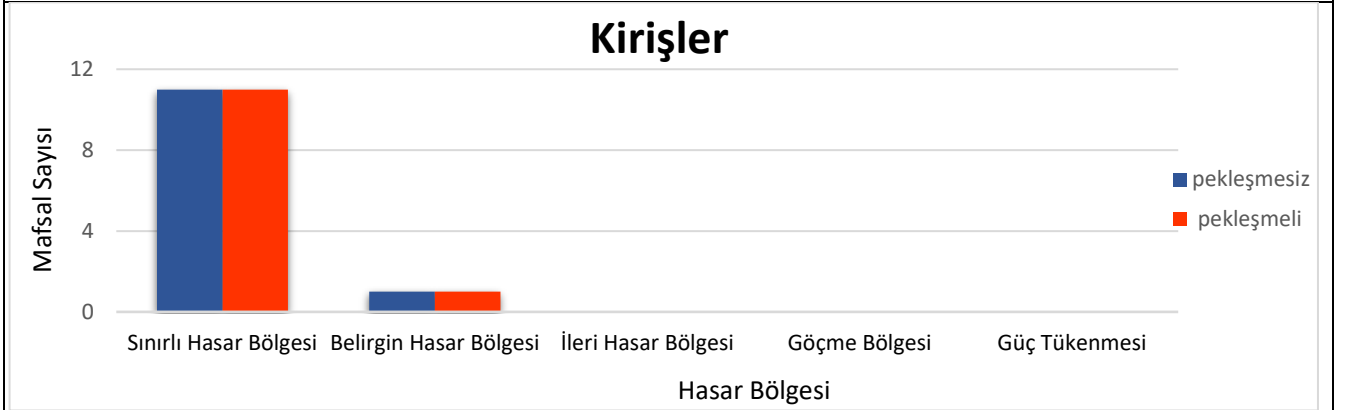 Kirişler
12
8
4
0
Mafsal Sayısı
Sınırlı Hasar Bölgesi Belirgin Hasar Bölgesi İleri Hasar Bölgesi Göçme Bölgesi Güç Tükenmesi
Hasar Bölgesi
pekleşmesiz
pekleşmeli